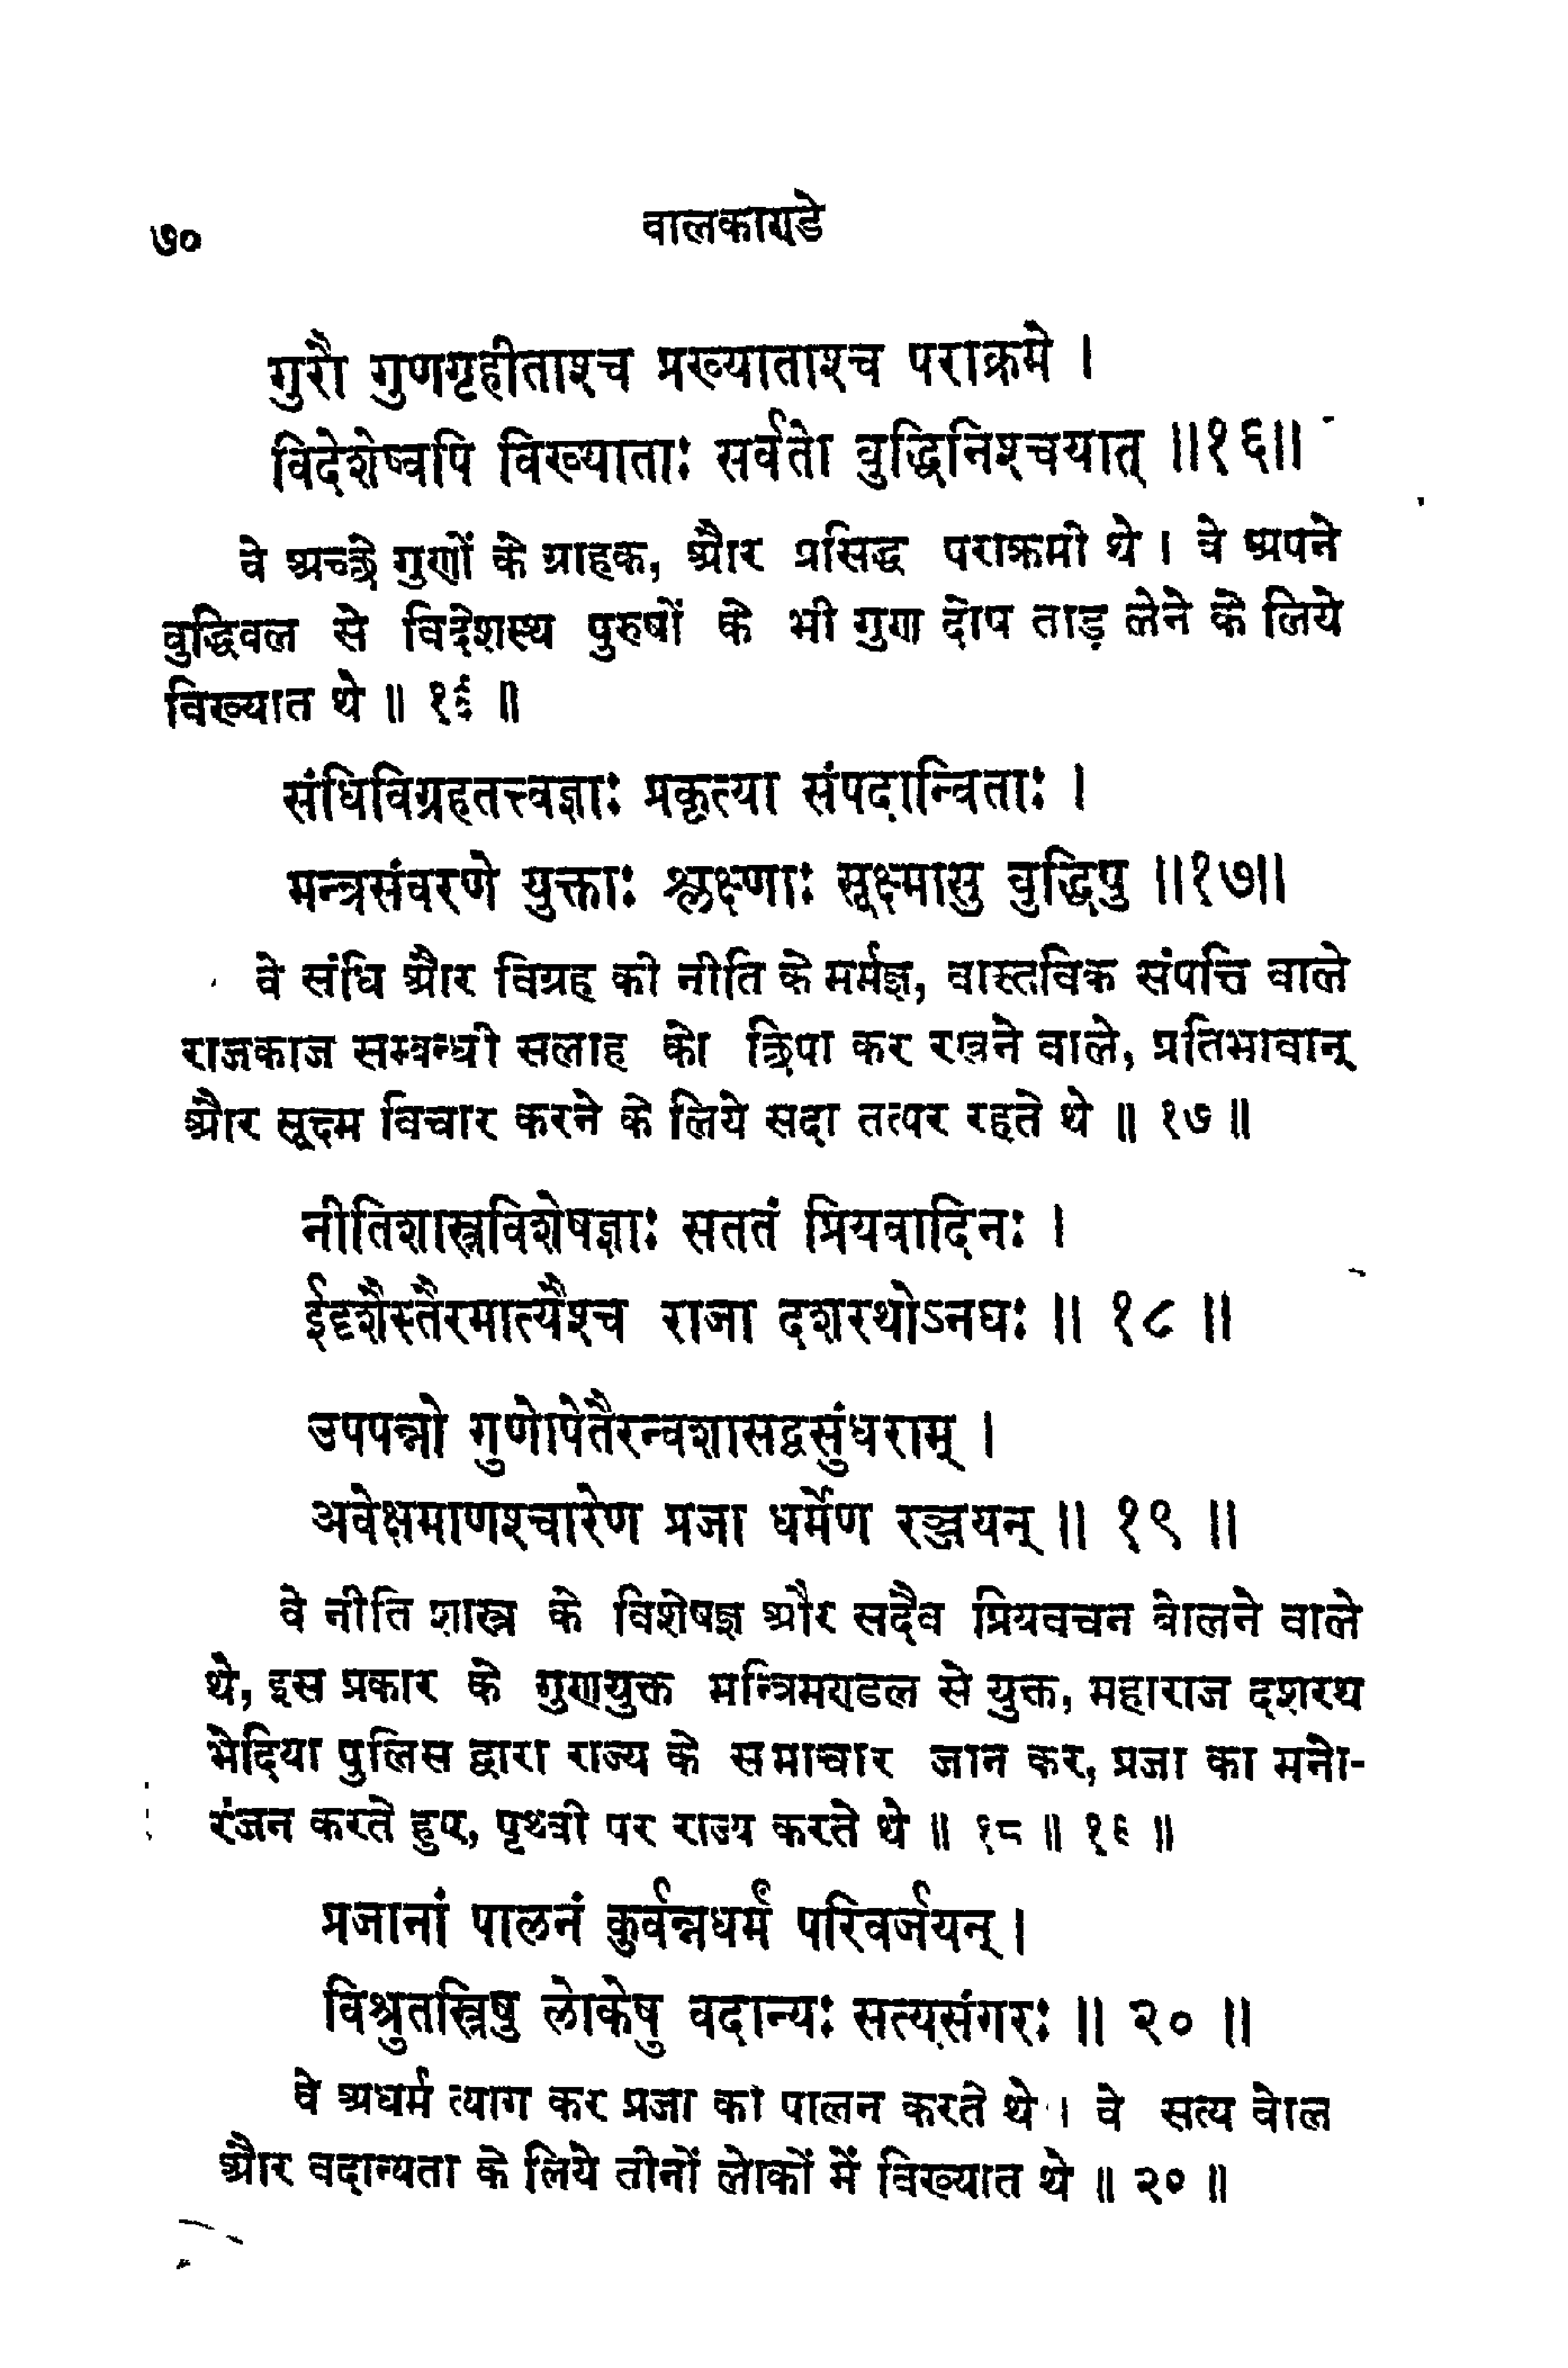 ७०
वालकाण्डे
गुरौ गुणगृहीताश्च प्रख्याताश्च पराक्रमे ।
विदेशेष्वपि विख्याताः सर्वतो वुद्धिनिश्चयात् ॥१६॥
वे अच्छे गुणों के ग्राहक, और प्रसिद्ध पराक्रमी थे । वे अपने
वुद्धिवल से विदेशस्थ पुरुषों के भी गुण दोप ताड़ लेने के लिये
विख्यात थे ॥ १६ ॥
संधिविग्रहतत्त्वज्ञाः प्रकृत्या संपदान्विताः ।
मन्त्रसंवरणे युक्ताः श्लक्ष्णाः सूक्ष्मासु वुद्धिपु ॥१७॥
वे संधि और विग्रह की नीति के मर्मज्ञ, वास्तविक संपत्ति वाले
राजकाज सम्वन्धी सलाह को छिपा कर रखने वाले, प्रतिभावान्
और सूक्ष्म विचार करने के लिये सदा तत्पर रहते थे ॥ १७ ॥
नीतिशास्त्रविशेषज्ञाः सततं प्रियवादिनः ।
ईदृशैस्तैरमात्यैश्च राजा दशरथोऽनघः ॥ १८ ॥
उपपन्नो गुणोपेतैरन्वशासद्वसुंधराम् ।
अवेक्षमाणश्चारेण प्रजा धर्मेण रञ्जयन् ॥ १९ ॥
वे नीति शास्त्र के विशेषज्ञ और सदैव प्रियवचन वोलने वाले
थे, इस प्रकार के गुणयुक्त मन्त्रिमण्डल से युक्त, महाराज दशरथ
भेदिया पुलिस द्वारा राज्य के समाचार जान कर, प्रजा का मनो-
रंजन करते हुए, पृथ्वी पर राज्य करते थे ॥ १८ ॥ १९ ॥
प्रजानां पालनं कुर्वन्नधर्मं परिवर्जयन् ।
विश्रुतस्त्रिषु लोकेषु वदान्यः सत्यसंगरः ॥ २० ॥
वे अधर्म त्याग कर प्रजा का पालन करते थे । वे सत्य वोल
और वदान्यता के लिये तीनों लोकों में विख्यात थे ॥ २० ॥